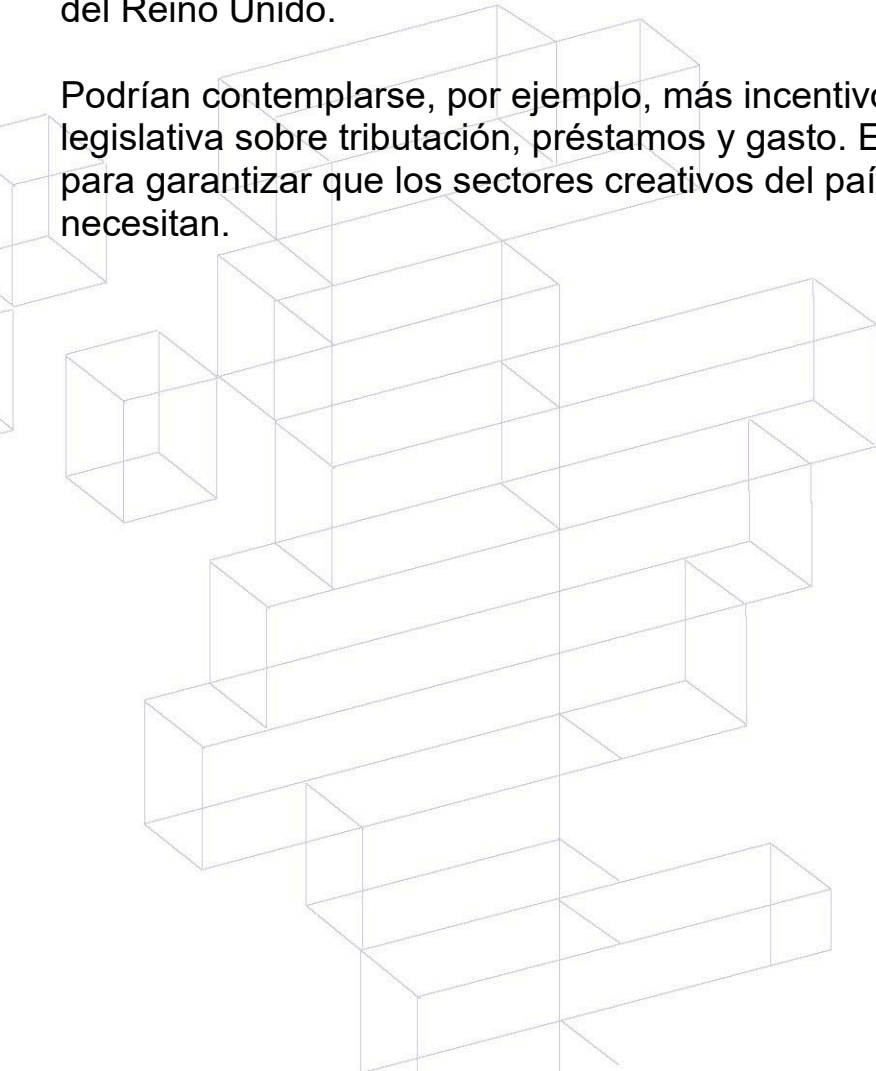 del Reino Unido.
Podrían contemplarse, por ejemplo, más incentivo
legislativa sobre tributación, préstamos y gasto. E
para garantizar que los sectores creativos del paí
necesitan.